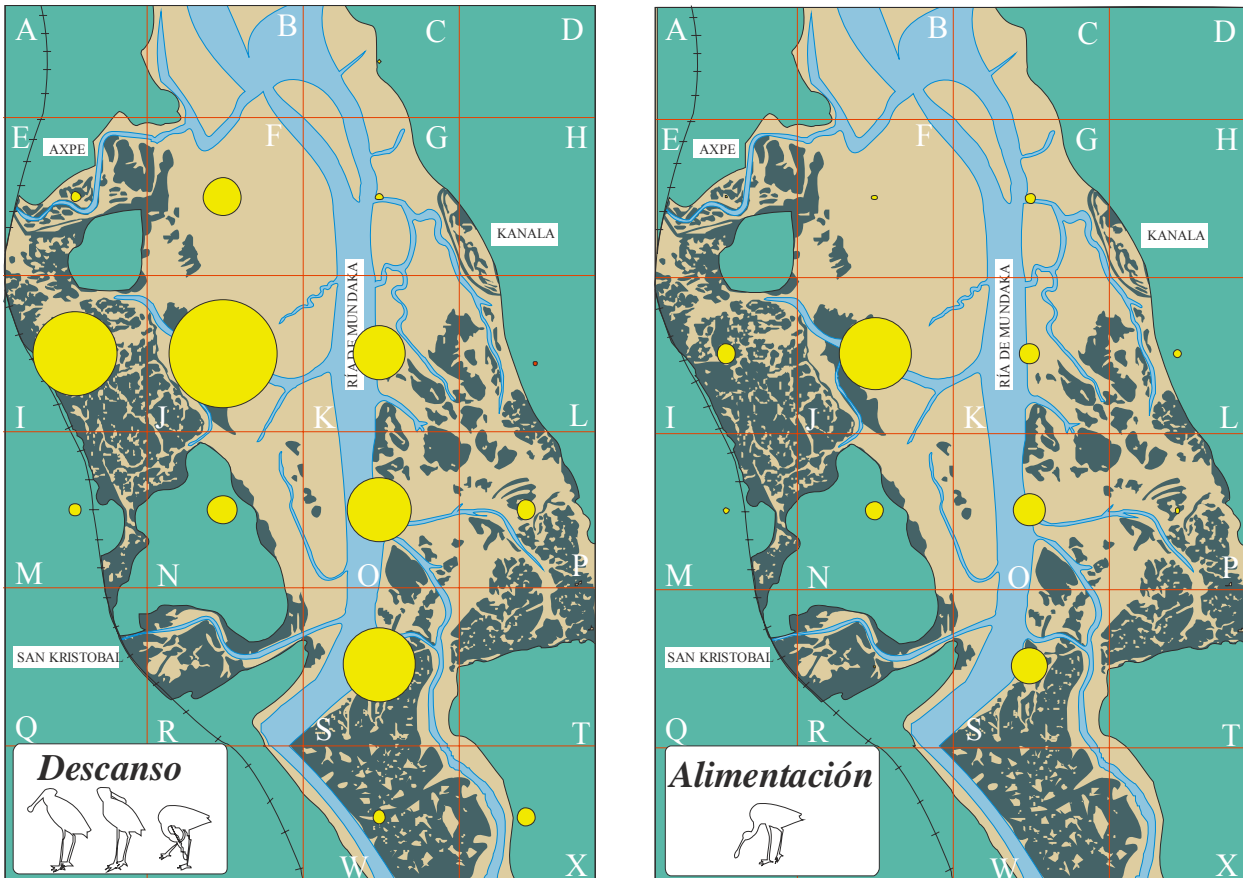 A
B
C
D
E
AXPE
F
G
H
KANALA
RÍA DE MUNDAKA
I
J
K
L
M
N
O
P
SAN KRISTOBAL
Q
R
S
T
Descanso
W
X
A
B
C
D
E
AXPE
F
G
H
KANALA
RÍA DE MUNDAKA
I
J
K
L
M
N
O
P
SAN KRISTOBAL
Q
R
S
T
Alimentación
W
X